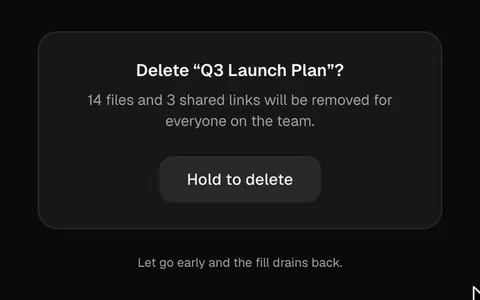 Delete “Q3 Launch Plan”?
14 files and 3 shared links will be removed for
everyone on the team.
Hold to delete
Let go early and the fill drains back.